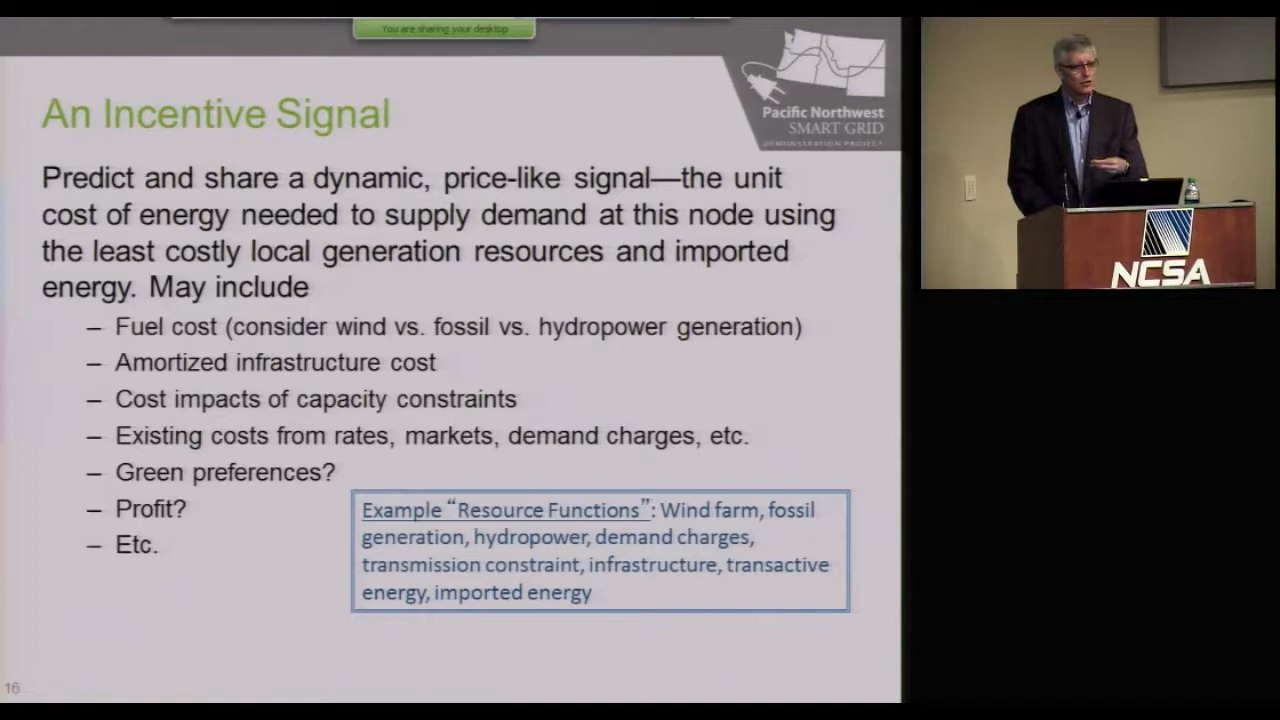 You are sharing your desktop
Pacific Northwest
SMART GRID
DEMONSTRATION PROJECT
An Incentive Signal
Predict and share a dynamic, price-like signal—the unit
cost of energy needed to supply demand at this node using
the least costly local generation resources and imported
energy. May include
– Fuel cost (consider wind vs. fossil vs. hydropower generation)
– Amortized infrastructure cost
– Cost impacts of capacity constraints
– Existing costs from rates, markets, demand charges, etc.
– Green preferences?
– Profit?
– Etc.
Example “Resource Functions”: Wind farm, fossil
generation, hydropower, demand charges,
transmission constraint, infrastructure, transactive
energy, imported energy
16
NCSA